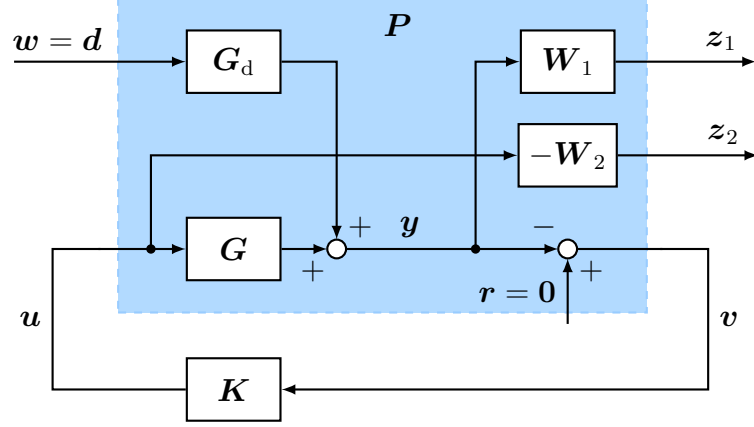 P
w = d
G_d
W_1
z_1
-W_2
z_2
+
y
−
G
+
+
r = 0
u
v
K